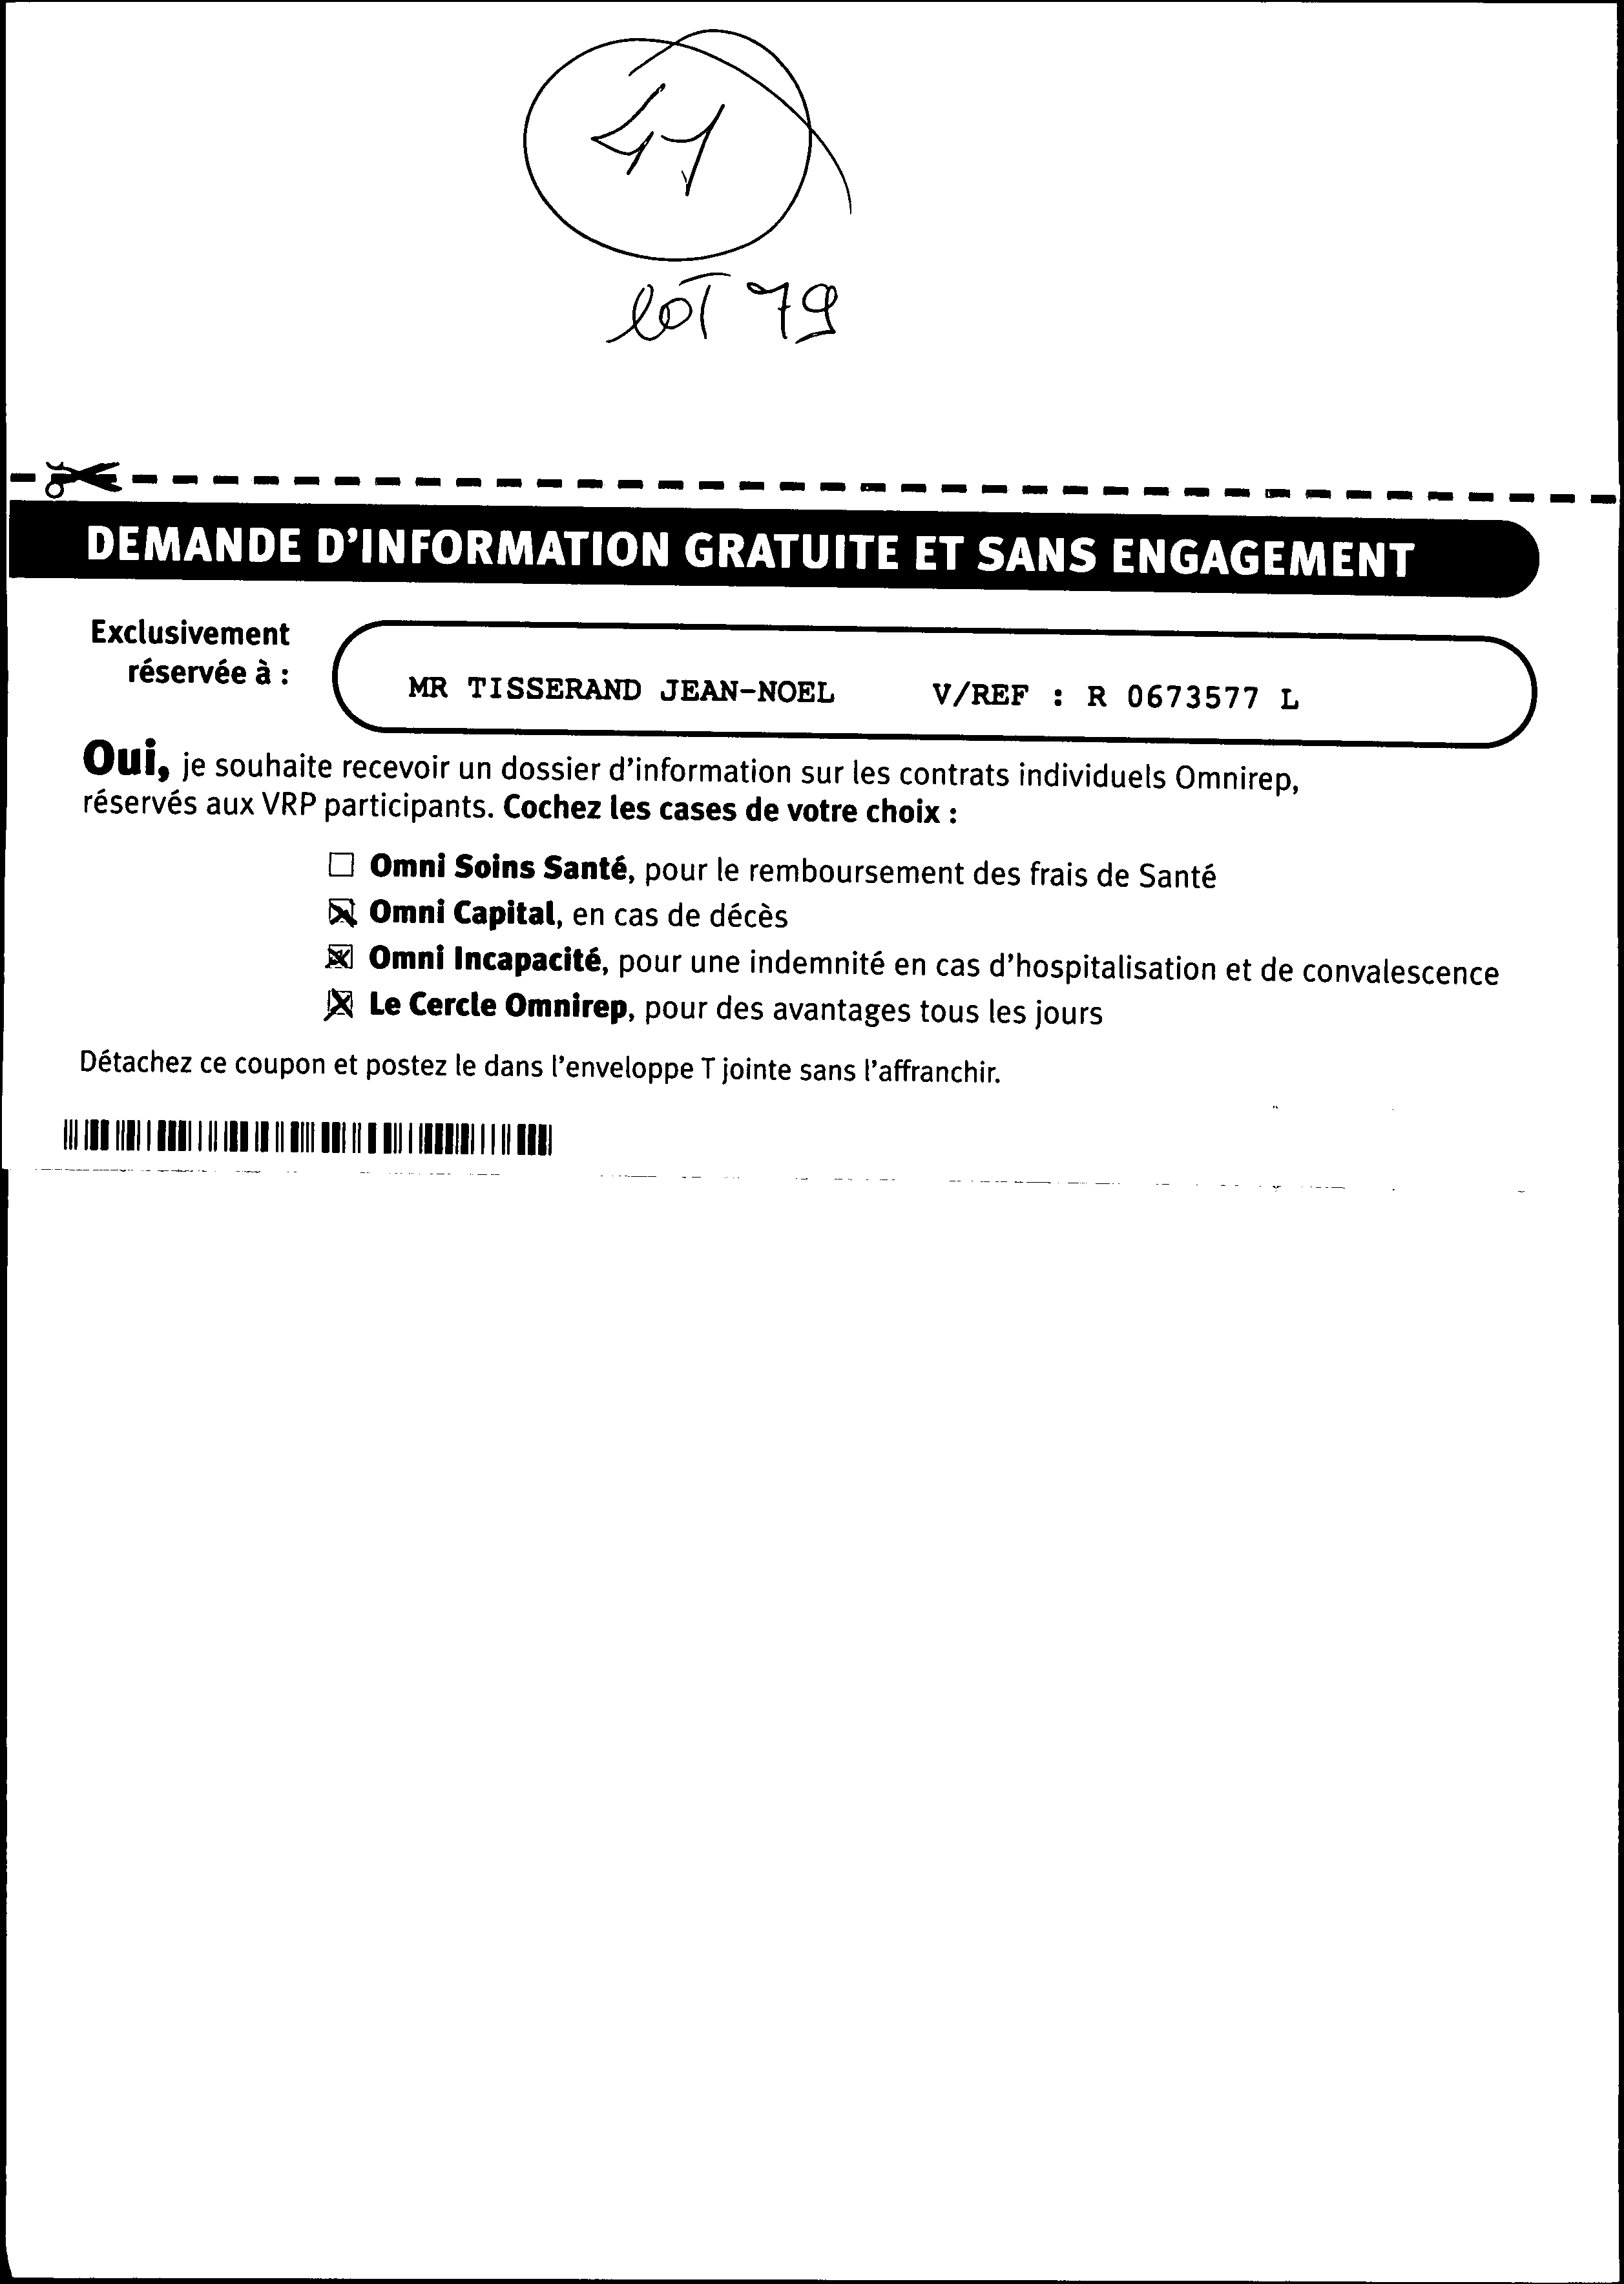 41
lot 79
DEMANDE D'INFORMATION GRATUITE ET SANS ENGAGEMENT
Exclusivement
réservée à :
MR TISSERAND JEAN-NOEL V/REF : R 0673577 L
Oui, je souhaite recevoir un dossier d'information sur les contrats individuels Omnirep,
réservés aux VRP participants. Cochez les cases de votre choix :
☐ Omni Soins Santé, pour le remboursement des frais de Santé
☒ Omni Capital, en cas de décès
☒ Omni Incapacité, pour une indemnité en cas d'hospitalisation et de convalescence
☒ Le Cercle Omnirep, pour des avantages tous les jours
Détachez ce coupon et postez le dans l'enveloppe T jointe sans l'affranchir.